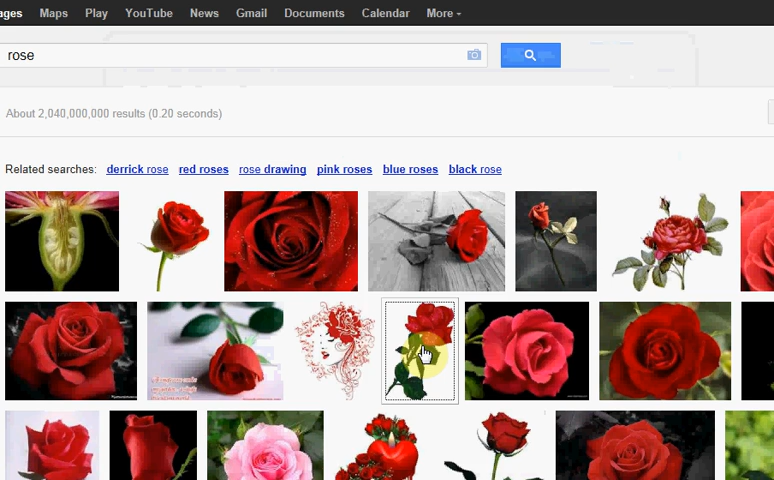 ages Maps Play YouTube News Gmail Documents Calendar More
rose
About 2,040,000,000 results (0.20 seconds)
Related searches: derrick rose red roses rose drawing pink roses blue roses black rose